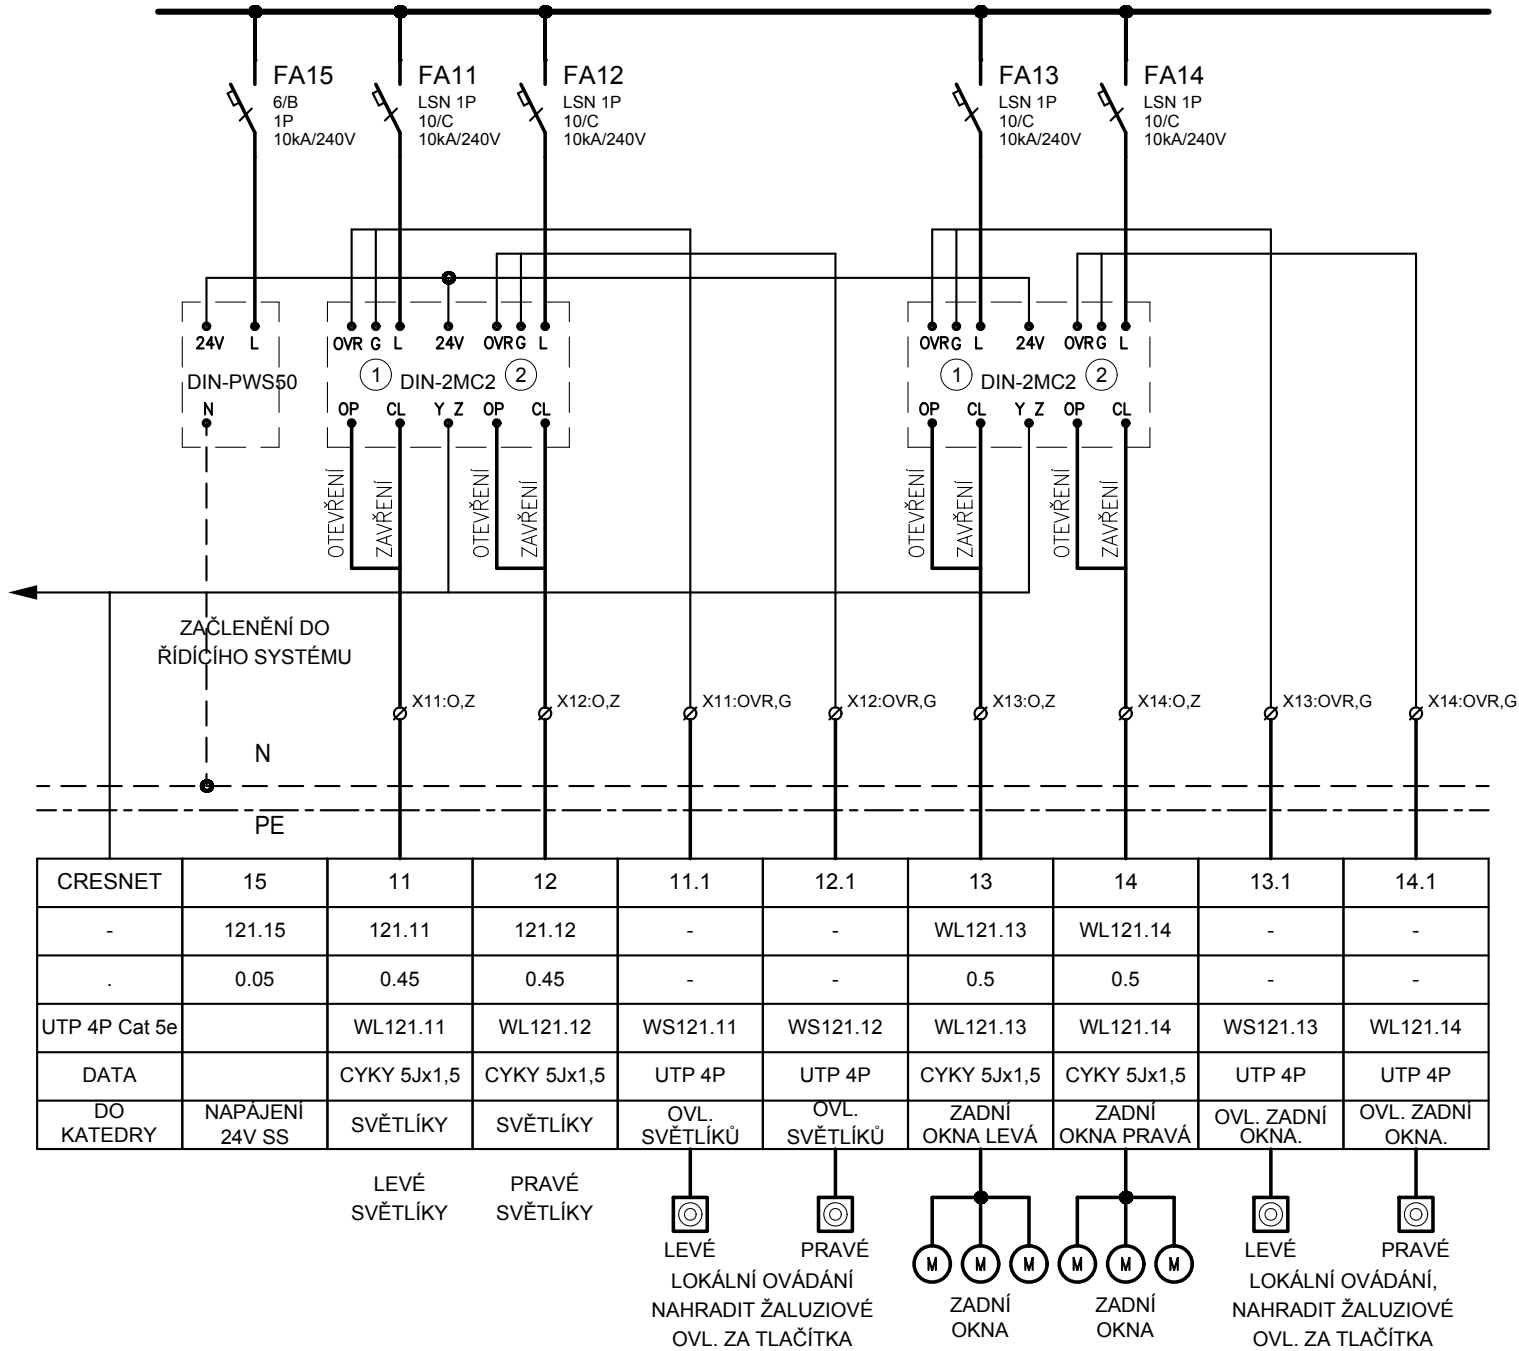 FA15
6/B
1P
10kA/240V
FA11
LSN 1P
10/C
10kA/240V
FA12
LSN 1P
10/C
10kA/240V
FA13
LSN 1P
10/C
10kA/240V
FA14
LSN 1P
10/C
10kA/240V
24V L
DIN-PWS50
N
OVR G L 24V OVR G L
1 DIN-2MC2 2
OP CL Y Z OP CL
OVR G L 24V OVR G L
1 DIN-2MC2 2
OP CL Y Z OP CL
OTEVŘENÍ
ZAVŘENÍ
OTEVŘENÍ
ZAVŘENÍ
OTEVŘENÍ
ZAVŘENÍ
OTEVŘENÍ
ZAVŘENÍ
ZAČLENĚNÍ DO
ŘÍDÍCÍHO SYSTÉMU
X11:O,Z X12:O,Z X11:OVR,G X12:OVR,G X13:O,Z X14:O,Z X13:OVR,G X14:OVR,G
N
PE
CRESNET 15 11 12 11.1 12.1 13 14 13.1 14.1
- 121.15 121.11 121.12 - - WL121.13 WL121.14 - -
. 0.05 0.45 0.45 - - 0.5 0.5 - -
UTP 4P Cat 5e WL121.11 WL121.12 WS121.11 WS121.12 WL121.13 WL121.14 WS121.13 WL121.14
DATA CYKY 5Jx1,5 CYKY 5Jx1,5 UTP 4P UTP 4P CYKY 5Jx1,5 CYKY 5Jx1,5 UTP 4P UTP 4P
DO
KATEDRY
NAPÁJENÍ
24V SS
SVĚTLÍKY
SVĚTLÍKY
OVL.
SVĚTLÍKŮ
OVL.
SVĚTLÍKŮ
ZADNÍ
OKNA LEVÁ
ZADNÍ
OKNA PRAVÁ
OVL. ZADNÍ
OKNA.
OVL. ZADNÍ
OKNA.
LEVÉ
SVĚTLÍKY
PRAVÉ
SVĚTLÍKY
LEVÉ PRAVÉ
LOKÁLNÍ OVÁDÁNÍ
NAHRADIT ŽALUZIOVÉ
OVL. ZA TLAČÍTKA
M M M
ZADNÍ
OKNA
M M M
ZADNÍ
OKNA
LEVÉ PRAVÉ
LOKÁLNÍ OVÁDÁNÍ,
NAHRADIT ŽALUZIOVÉ
OVL. ZA TLAČÍTKA